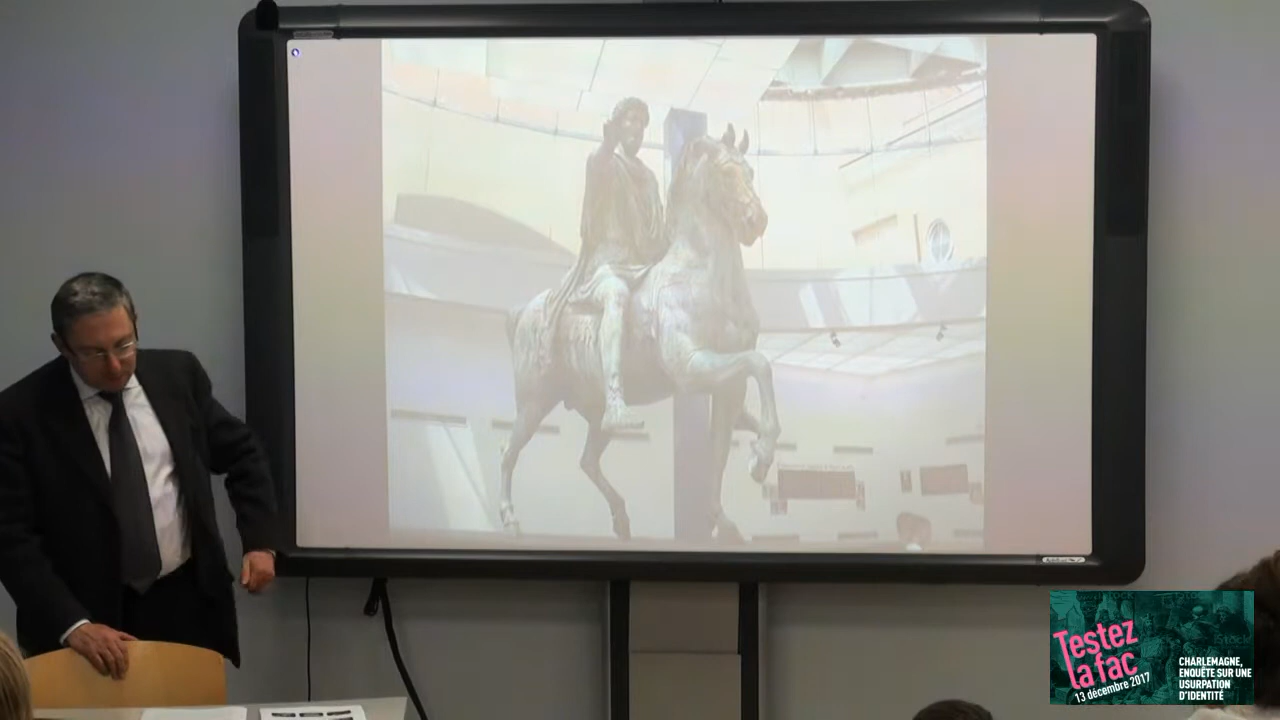 Testez
la fac
13 décembre 2017
CHARLEMAGNE,
ENQUÊTE SUR UNE
USURPATION
D'IDENTITÉ